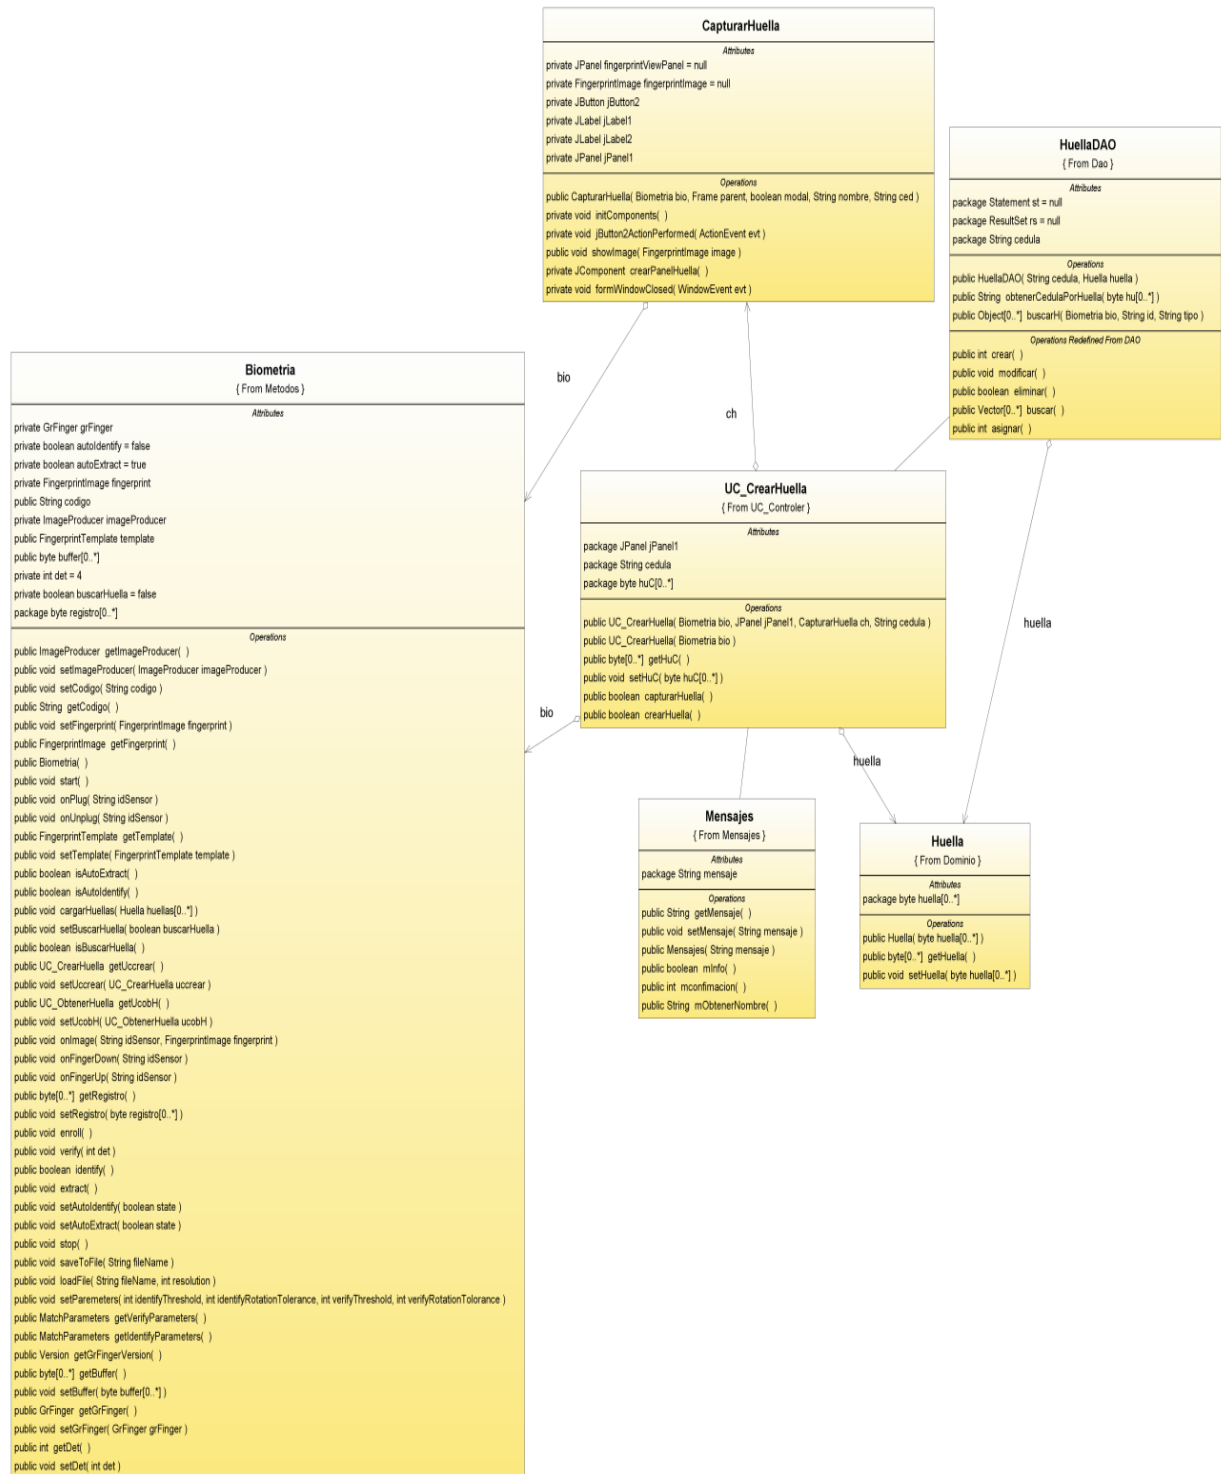 CapturarHuella
Attributes
private JPanel fingerprintViewPanel = null
private FingerprintImage fingerprintImage = null
private JButton jButton2
private JLabel jLabel1
private JLabel jLabel2
private JPanel jPanel1
Operations
public CapturarHuella( Biometria bio, Frame parent, boolean modal, String nombre, String ced )
private void initComponents( )
private void jButton2ActionPerformed( ActionEvent evt )
public void showImage( FingerprintImage image )
private JComponent crearPanelHuella( )
private void formWindowClosed( WindowEvent evt )
HuellaDAO
{ From Dao }
Attributes
package Statement st = null
package ResultSet rs = null
package String cedula
Operations
public HuellaDAO( String cedula, Huella huella )
public String obtenerCedulaPorHuella( byte hu[0..*] )
public Object[0..*] buscarH( Biometria bio, String id, String tipo )
Operations Redefined From DAO
public int crear( )
public void modificar( )
public boolean eliminar( )
public Vector[0..*] buscar( )
public int asignar( )
bio
ch
huella
Biometria
{ From Metodos }
Attributes
private GrFinger grFinger
private boolean autoIdentify = false
private boolean autoExtract = true
private FingerprintImage fingerprint
public String codigo
private ImageProducer imageProducer
public FingerprintTemplate template
public byte buffer[0..*]
private int det = 4
private boolean buscarHuella = false
package byte registro[0..*]
Operations
public ImageProducer getImageProducer( )
public void setImageProducer( ImageProducer imageProducer )
public void setCodigo( String codigo )
public String getCodigo( )
public void setFingerprint( FingerprintImage fingerprint )
public FingerprintImage getFingerprint( )
public Biometria( )
public void start( )
public void onPlug( String idSensor )
public void onUnplug( String idSensor )
public FingerprintTemplate getTemplate( )
public void setTemplate( FingerprintTemplate template )
public boolean isAutoExtract( )
public boolean isAutoIdentify( )
public void cargarHuellas( Huella huellas[0..*] )
public void setBuscarHuella( boolean buscarHuella )
public boolean isBuscarHuella( )
public UC_CrearHuella getUccrear( )
public void setUccrear( UC_CrearHuella uccrear )
public UC_ObtenerHuella getUcobH( )
public void setUcobH( UC_ObtenerHuella ucobH )
public void onImage( String idSensor, FingerprintImage fingerprint )
public void onFingerDown( String idSensor )
public void onFingerUp( String idSensor )
public byte[0..*] getRegistro( )
public void setRegistro( byte registro[0..*] )
public void enroll( )
public void verify( int det )
public boolean identify( )
public void extract( )
public void setAutoIdentify( boolean state )
public void setAutoExtract( boolean state )
public void stop( )
public void saveToFile( String fileName )
public void loadFile( String fileName, int resolution )
public void setParemeters( int identifyThreshold, int identifyRotationTolerance, int verifyThreshold, int verifyRotationTolorance )
public MatchParameters getVerifyParameters( )
public MatchParameters getIdentifyParameters( )
public Version getGrFingerVersion( )
public byte[0..*] getBuffer( )
public void setBuffer( byte buffer[0..*] )
public GrFinger getGrFinger( )
public void setGrFinger( GrFinger grFinger )
public int getDet( )
public void setDet( int det )
UC_CrearHuella
{ From UC_Controler }
Attributes
package JPanel jPanel1
package String cedula
package byte huC[0..*]
Operations
public UC_CrearHuella( Biometria bio, JPanel jPanel1, CapturarHuella ch, String cedula )
public UC_CrearHuella( Biometria bio )
public byte[0..*] getHuC( )
public void setHuC( byte huC[0..*] )
public boolean capturarHuella( )
public boolean crearHuella( )
bio
huella
Mensajes
{ From Mensajes }
Attributes
package String mensaje
Operations
public String getMensaje( )
public void setMensaje( String mensaje )
public Mensajes( String mensaje )
public boolean mInfo( )
public int mconfimacion( )
public String mObtenerNombre( )
Huella
{ From Dominio }
Attributes
package byte huella[0..*]
Operations
public Huella( byte huella[0..*] )
public byte[0..*] getHuella( )
public void setHuella( byte huella[0..*] )